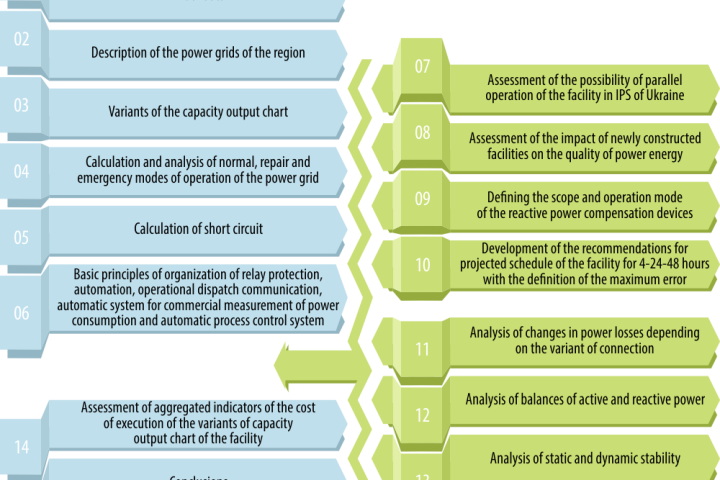 02
Description of the power grids of the region
03
Variants of the capacity output chart
04
Calculation and analysis of normal, repair and
emergency modes of operation of the power grid
05
Calculation of short circuit
06
Basic principles of organization of relay protection,
automation, operational dispatch communication,
automatic system for commercial measurement of power
consumption and automatic process control system
14
Assessment of aggregated indicators of the cost
of execution of the variants of capacity
output chart of the facility
Conclusions
07
Assessment of the possibility of parallel
operation of the facility in IPS of Ukraine
08
Assessment of the impact of newly constructed
facilities on the quality of power energy
09
Defining the scope and operation mode
of the reactive power compensation devices
10
Development of the recommendations for
projected schedule of the facility for 4-24-48 hours
with the definition of the maximum error
11
Analysis of changes in power losses depending
on the variant of connection
12
Analysis of balances of active and reactive power
13
Analysis of static and dynamic stability